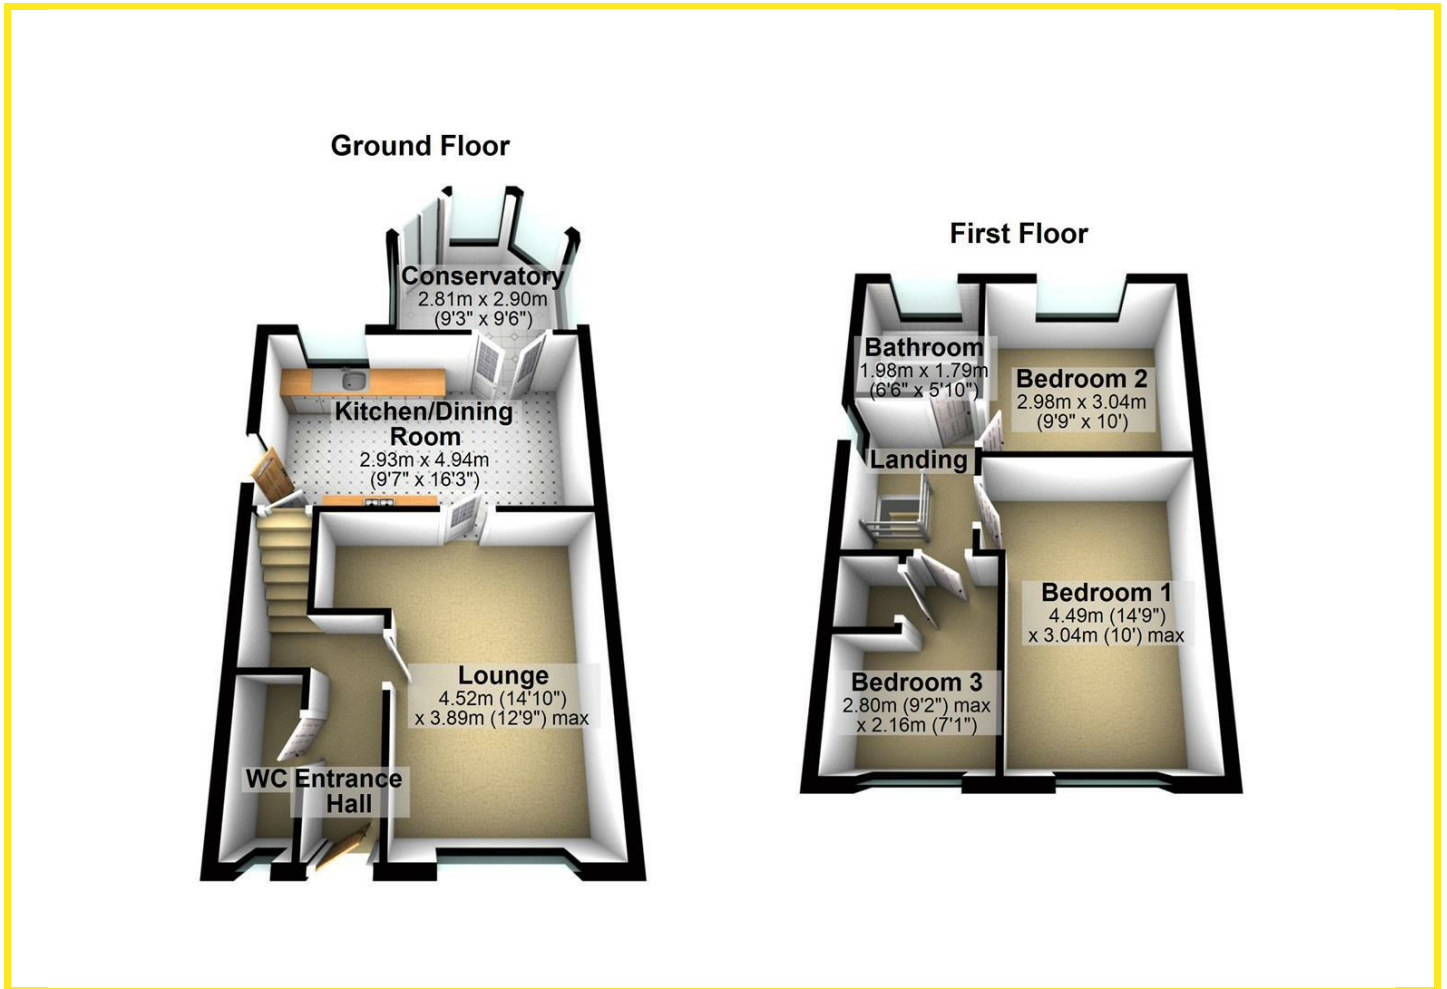 Ground Floor
Conservatory
2.81m x 2.90m
(9'3" x 9'6")
Kitchen/Dining
Room
2.93m x 4.94m
(9'7" x 16'3")
Lounge
4.52m (14'10")
x 3.89m (12'9") max
WC
Entrance
Hall
First Floor
Bathroom
1.98m x 1.79m
(6'6" x 5'10")
Bedroom 2
2.98m x 3.04m
(9'9" x 10')
Landing
Bedroom 1
4.49m (14'9")
x 3.04m (10') max
Bedroom 3
2.80m (9'2") max
x 2.16m (7'1")